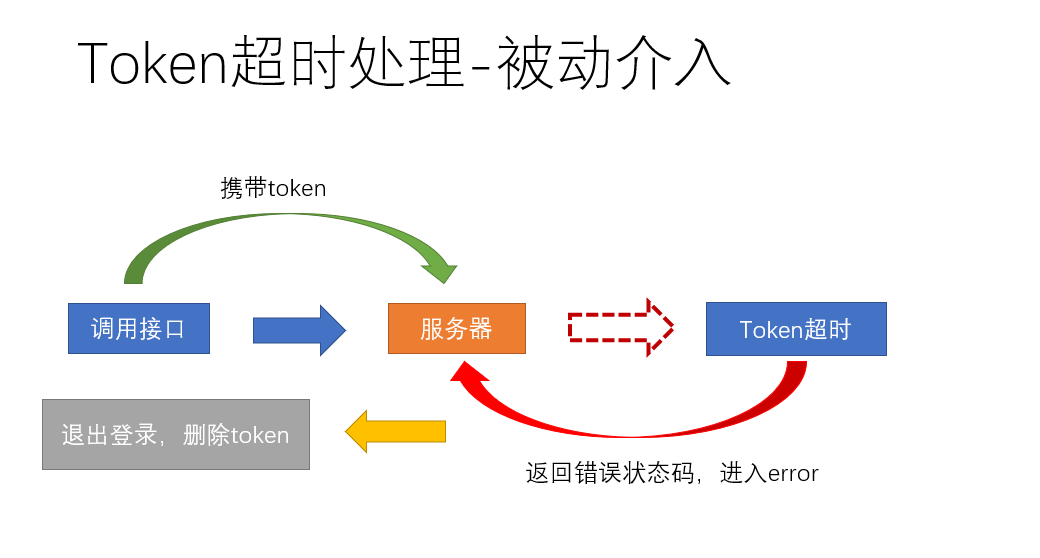 Token超时处理-被动介入
携带token
调用接口
服务器
Token超时
退出登录，删除token
返回错误状态码，进入error